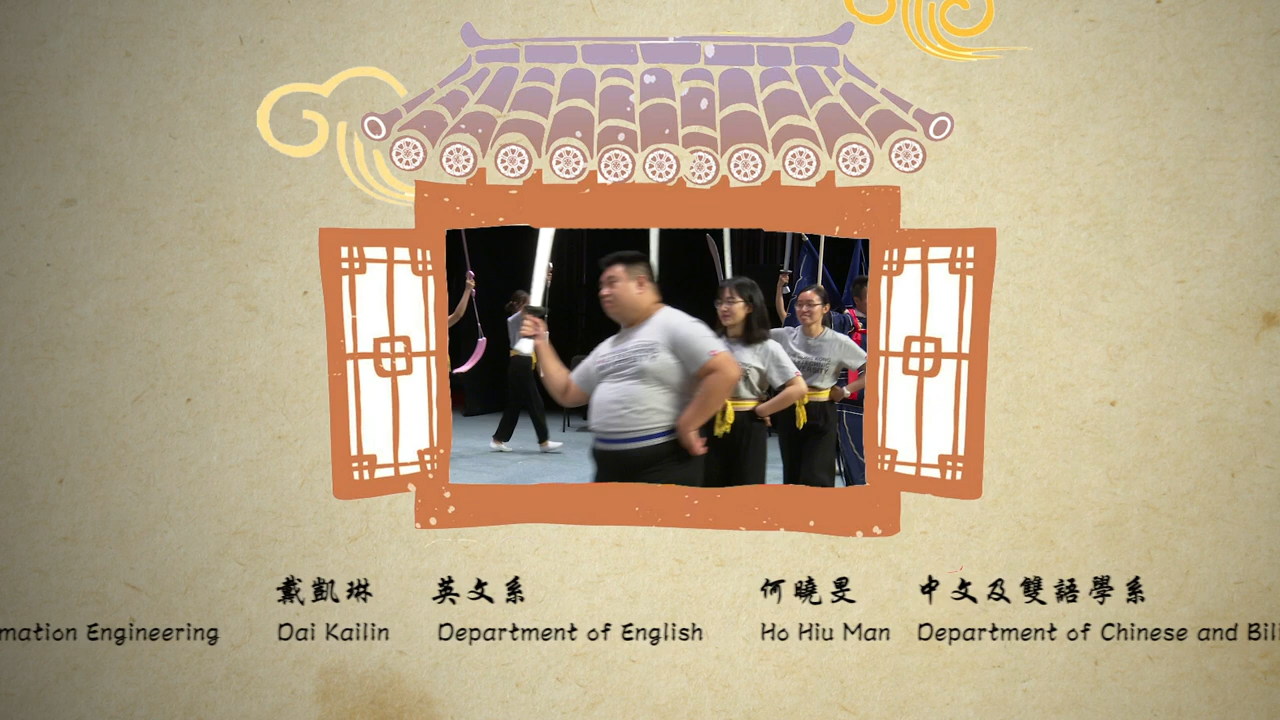 戴凱琳 英文系 何曉旻 中文及雙語學系
mation Engineering Dai Kailin Department of English Ho Hiu Man Department of Chinese and Bili